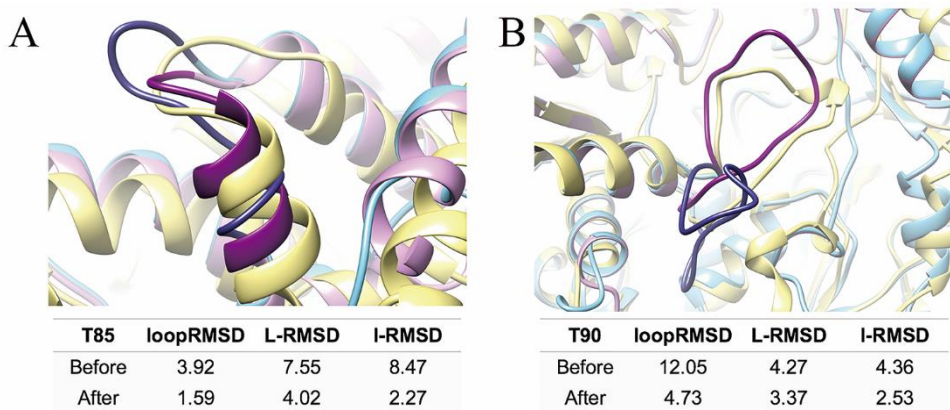 A
B
T85 loopRMSD L-RMSD I-RMSD
Before 3.92 7.55 8.47
After 1.59 4.02 2.27
T90 loopRMSD L-RMSD I-RMSD
Before 12.05 4.27 4.36
After 4.73 3.37 2.53